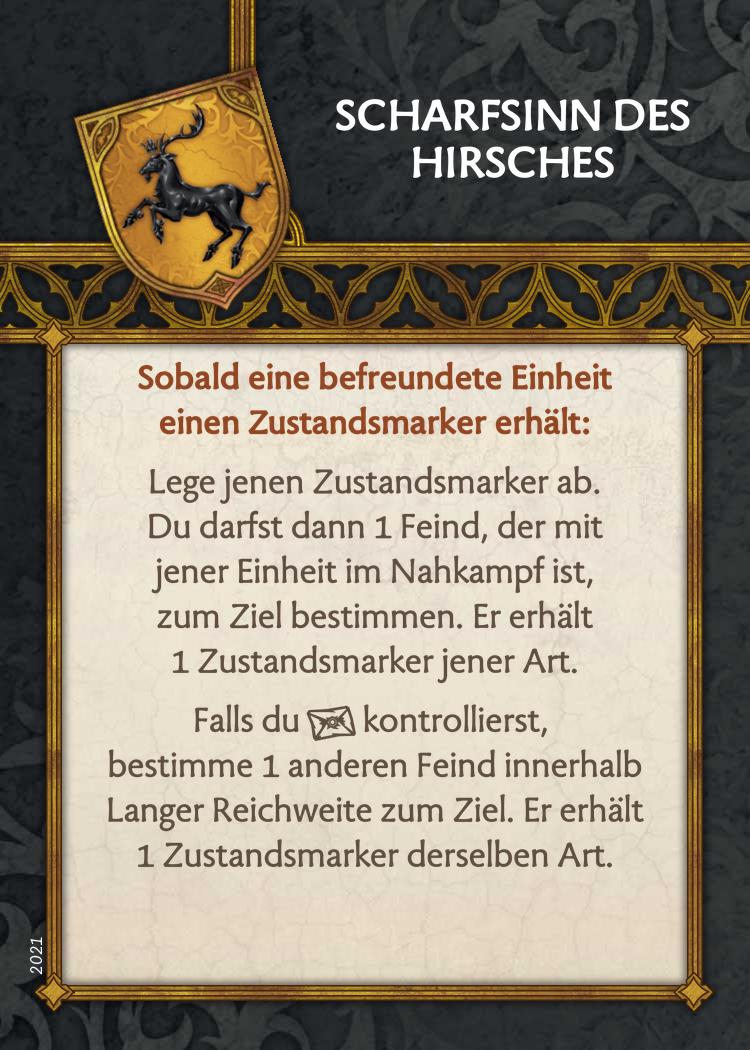 SCHARFSINN DES
HIRSCHES
Sobald eine befreundete Einheit
einen Zustandsmarker erhält:
Lege jenen Zustandsmarker ab.
Du darfst dann 1 Feind, der mit
jener Einheit im Nahkampf ist,
zum Ziel bestimmen. Er erhält
1 Zustandsmarker jener Art.
Falls du kontrollierst,
bestimme 1 anderen Feind innerhalb
Langer Reichweite zum Ziel. Er erhält
1 Zustandsmarker derselben Art.
2021